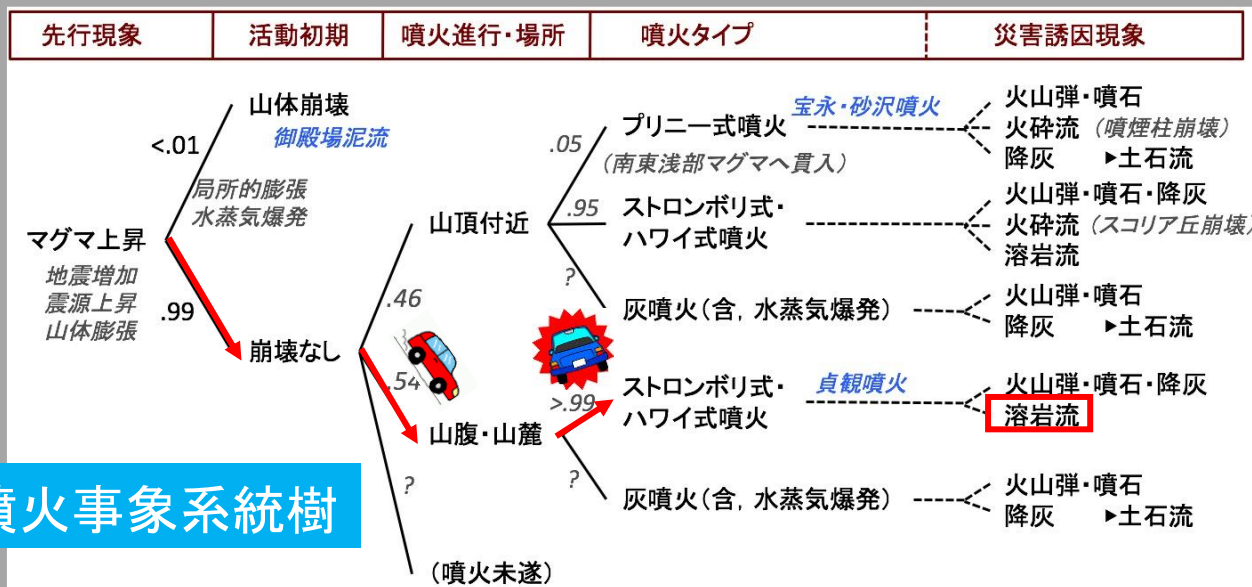 先行現象
活動初期
噴火進行・場所
噴火タイプ
災害誘因現象
山体崩壊
御殿場泥流
<.01
局所的膨張
水蒸気爆発
マグマ上昇
地震増加
震源上昇
山体膨張
.99
崩壊なし
.46
.54
?
山頂付近
山腹・山麓
(噴火未遂)
.05
.95
?
>.99
?
プリニー式噴火
(南東浅部マグマへ貫入)
宝永・砂沢噴火
火山弾・噴石
火砕流 (噴煙柱崩壊)
降灰 ▶土石流
ストロンボリ式・
ハワイ式噴火
火山弾・噴石・降灰
火砕流 (スコリア丘崩壊)
溶岩流
灰噴火(含, 水蒸気爆発)
火山弾・噴石
降灰 ▶土石流
ストロンボリ式・
ハワイ式噴火
貞観噴火
火山弾・噴石・降灰
溶岩流
灰噴火(含, 水蒸気爆発)
火山弾・噴石
降灰 ▶土石流
噴火事象系統樹